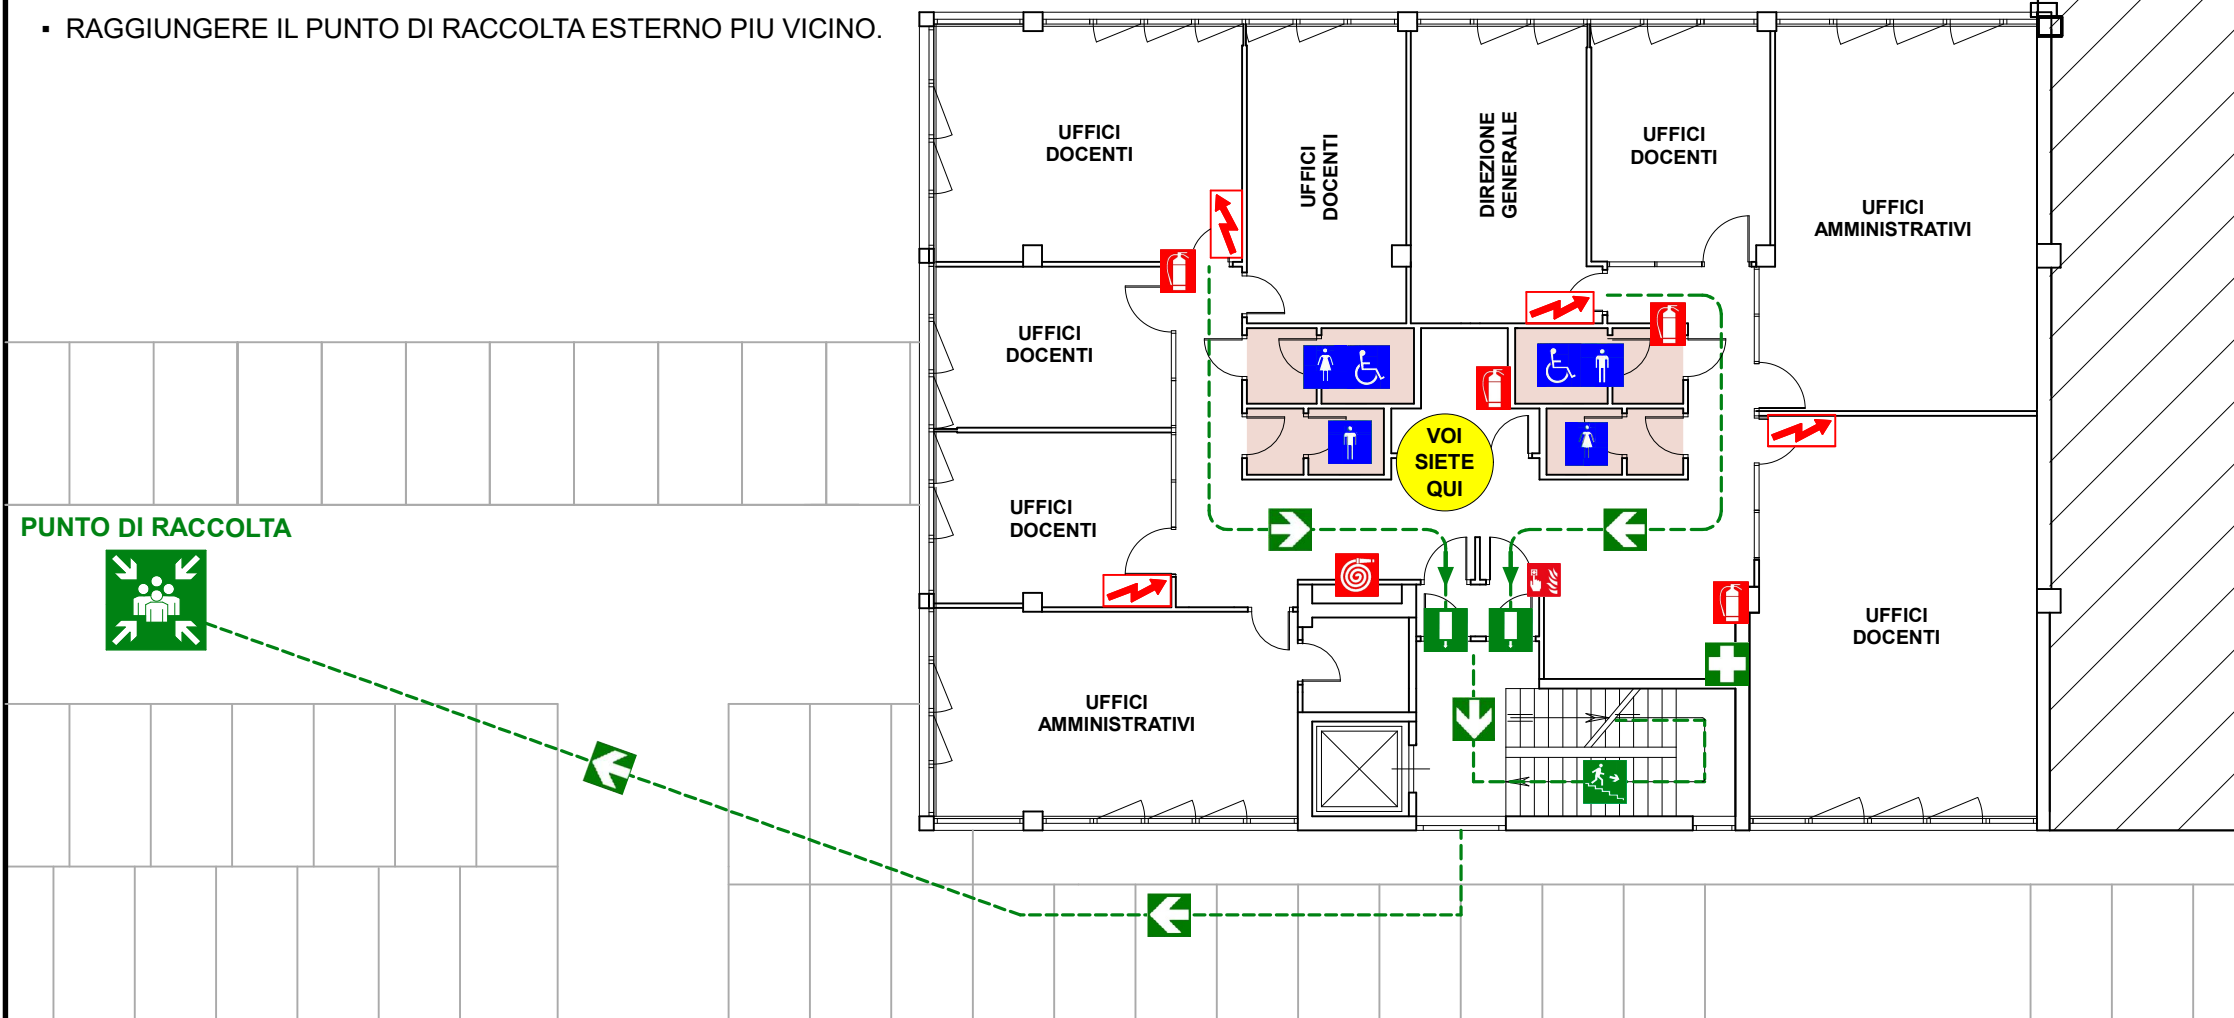 ▪ RAGGIUNGERE IL PUNTO DI RACCOLTA ESTERNO PIU VICINO.
UFFICI
DOCENTI
UFFICI
DOCENTI
DIREZIONE
GENERALE
UFFICI
DOCENTI
UFFICI
AMMINISTRATIVI
UFFICI
DOCENTI
VOI
SIETE
QUI
UFFICI
DOCENTI
PUNTO DI RACCOLTA
UFFICI
DOCENTI
UFFICI
AMMINISTRATIVI